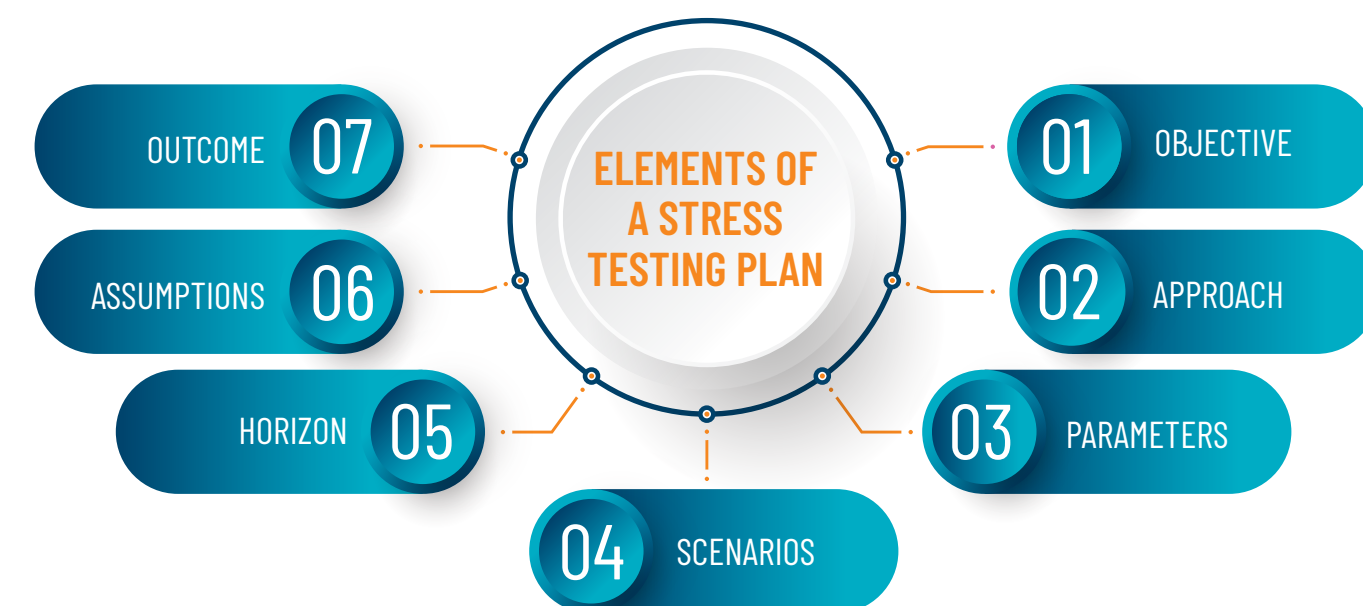 ELEMENTS OF
A STRESS
TESTING PLAN
01 OBJECTIVE
02 APPROACH
03 PARAMETERS
04 SCENARIOS
HORIZON 05
ASSUMPTIONS 06
OUTCOME 07